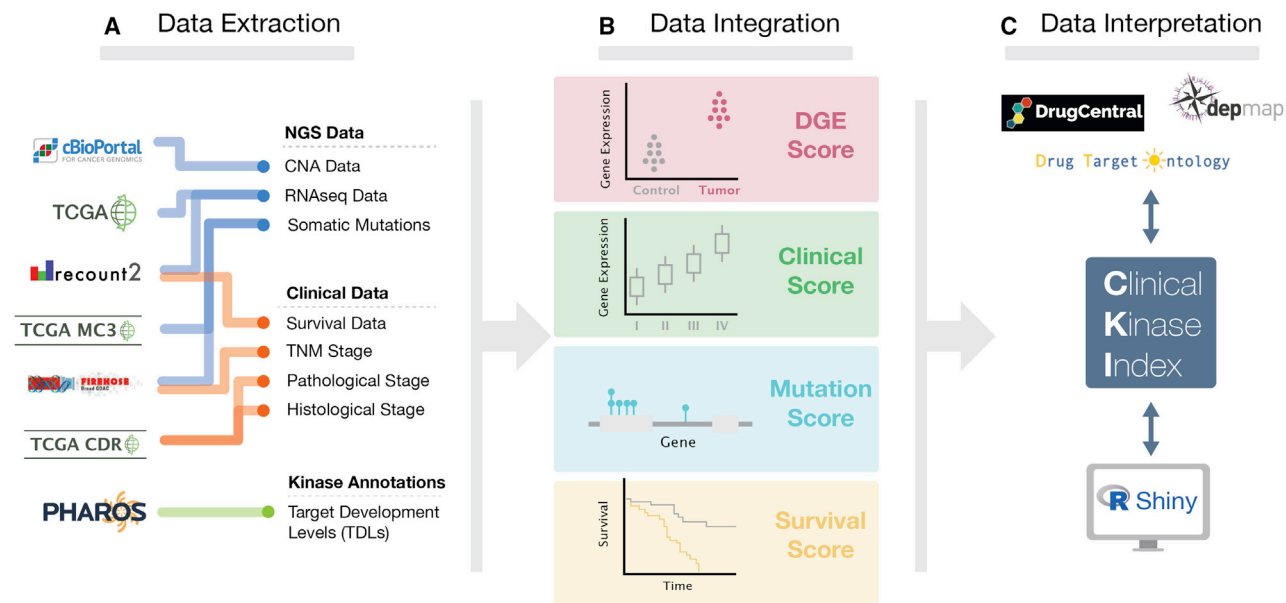 A Data Extraction
cBioPortal
FOR CANCER GENOMICS
TCGA
recount2
TCGA MC3
FIREHOSE
Broad GDAC
TCGA CDR
PHAROS
NGS Data
CNA Data
RNAseq Data
Somatic Mutations
Clinical Data
Survival Data
TNM Stage
Pathological Stage
Histological Stage
Kinase Annotations
Target Development
Levels (TDLs)
B Data Integration
Gene Expression
Control Tumor
DGE
Score
Gene Expression
I II III IV
Clinical
Score
Gene
Mutation
Score
Survival
Time
Survival
Score
C Data Interpretation
DrugCentral
depmap
Drug Target Ontology
Clinical
Kinase
Index
R Shiny